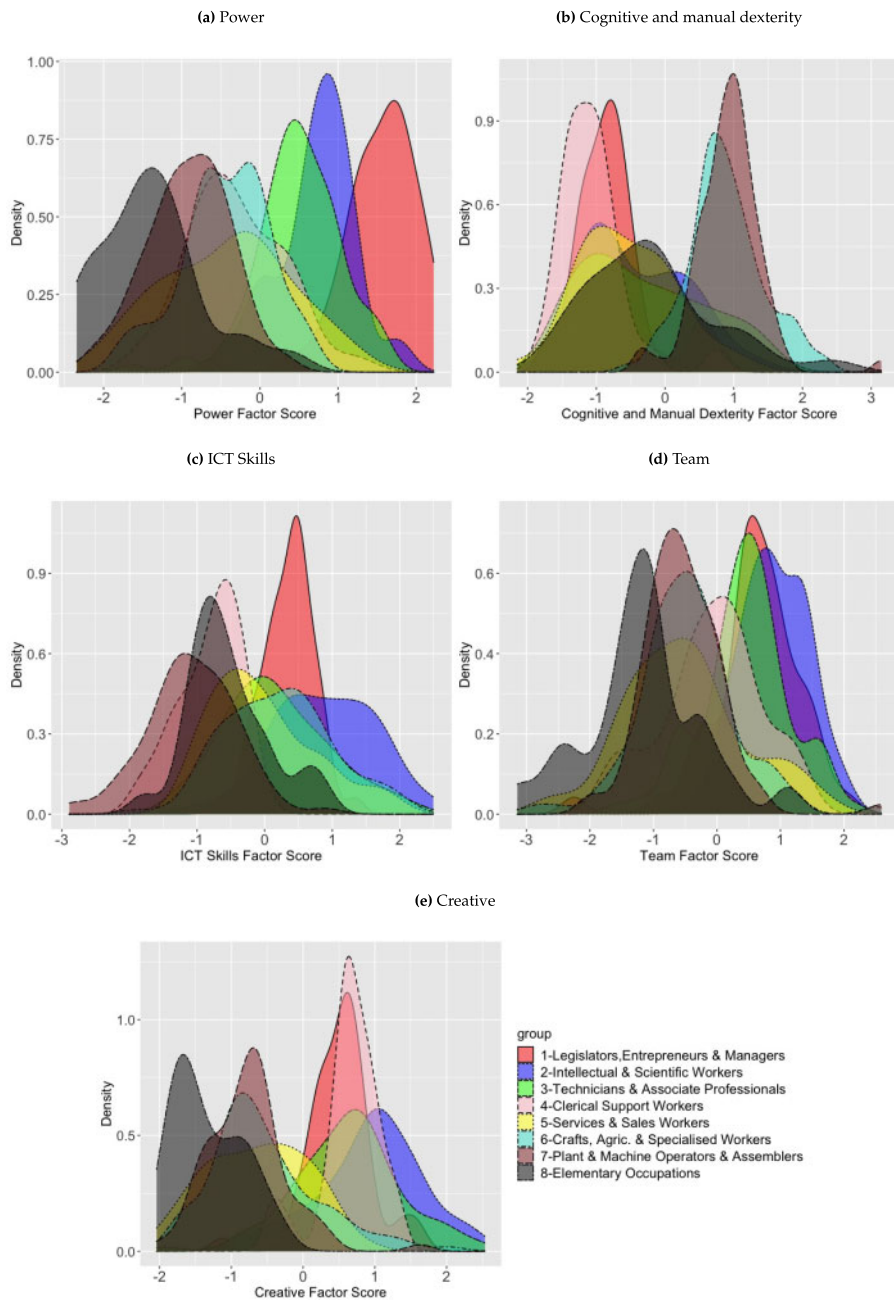 (a) Power
(b) Cognitive and manual dexterity
1.00
0.75
0.50
0.25
0.00
Density
-2 -1 0 1 2
Power Factor Score
0.9
0.6
0.3
0.0
Density
-2 -1 0 1 2 3
Cognitive and Manual Dexterity Factor Score
(c) ICT Skills
(d) Team
0.9
0.6
0.3
0.0
Density
-3 -2 -1 0 1 2
ICT Skills Factor Score
0.6
0.4
0.2
0.0
Density
-3 -2 -1 0 1 2
Team Factor Score
(e) Creative
1.0
0.5
0.0
Density
-2 -1 0 1 2
Creative Factor Score
group
1-Legislators,Entrepreneurs & Managers
2-Intellectual & Scientific Workers
3-Technicians & Associate Professionals
4-Clerical Support Workers
5-Services & Sales Workers
6-Crafts, Agric. & Specialised Workers
7-Plant & Machine Operators & Assemblers
8-Elementary Occupations